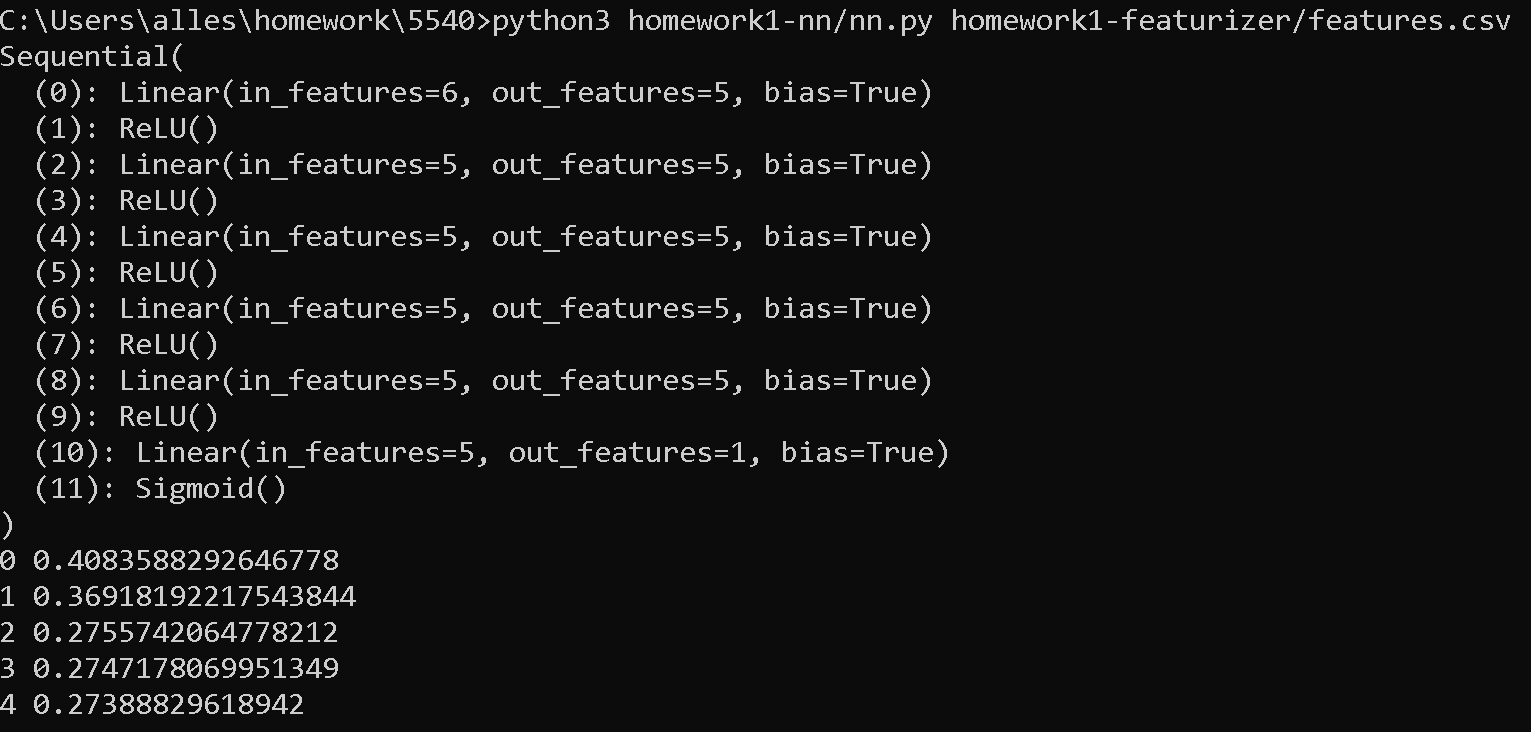 C:\Users\alles\homework\5540>python3 homework1-nn/nn.py homework1-featurizer/features.csv
Sequential(
  (0): Linear(in_features=6, out_features=5, bias=True)
  (1): ReLU()
  (2): Linear(in_features=5, out_features=5, bias=True)
  (3): ReLU()
  (4): Linear(in_features=5, out_features=5, bias=True)
  (5): ReLU()
  (6): Linear(in_features=5, out_features=5, bias=True)
  (7): ReLU()
  (8): Linear(in_features=5, out_features=5, bias=True)
  (9): ReLU()
  (10): Linear(in_features=5, out_features=1, bias=True)
  (11): Sigmoid()
)
0 0.4083588292646778
1 0.36918192217543844
2 0.2755742064778212
3 0.2747178069951349
4 0.27388829618942